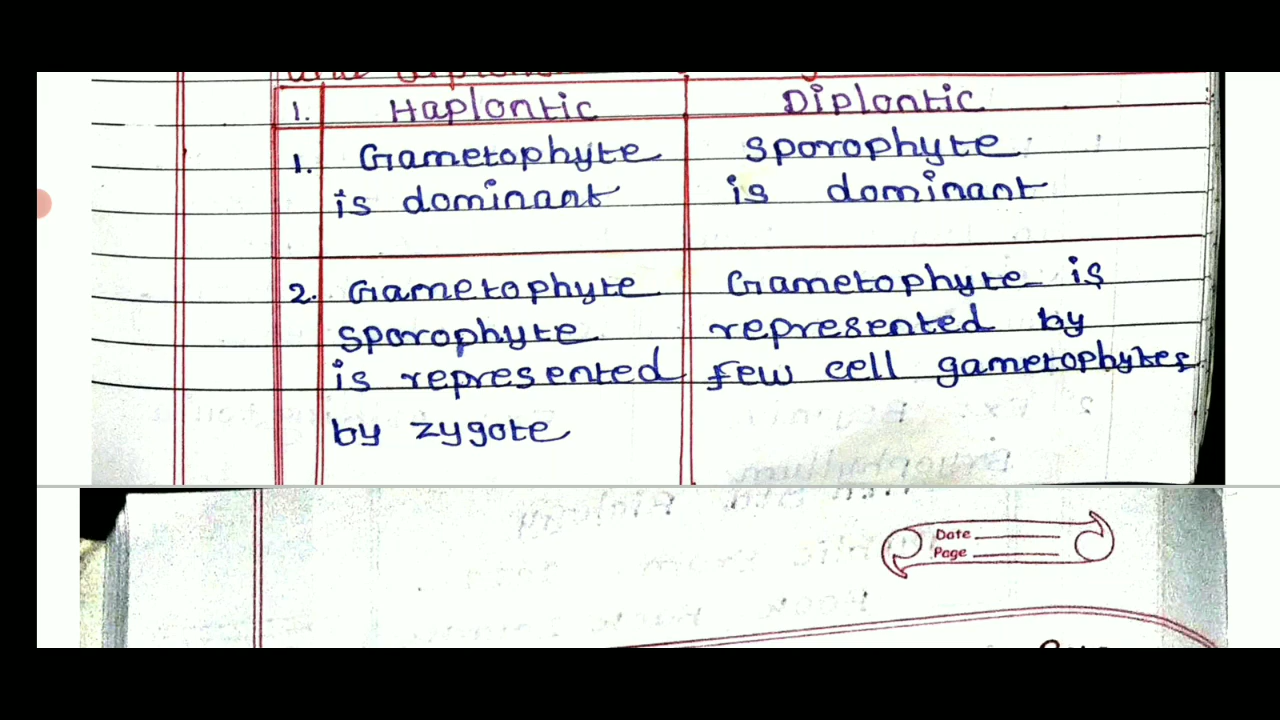 1. Haplontic Diplontic
1. Gametophyte sporophyte
is dominant is dominant
2. Gametophyte Gametophyte is
sporophyte represented by
is represented few cell gametophytes
by zygote
Date
Page